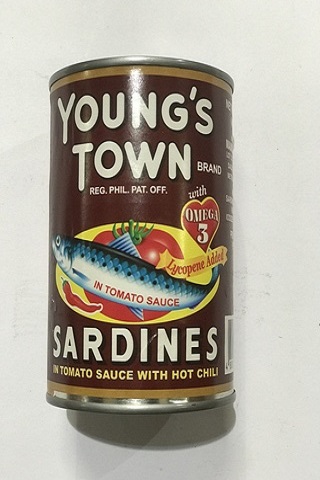 YOUNG'S
TOWN
BRAND
REG. PHIL. PAT. OFF.
with
OMEGA
3
Lycopene Added
IN TOMATO SAUCE
SARDINES
IN TOMATO SAUCE WITH HOT CHILI